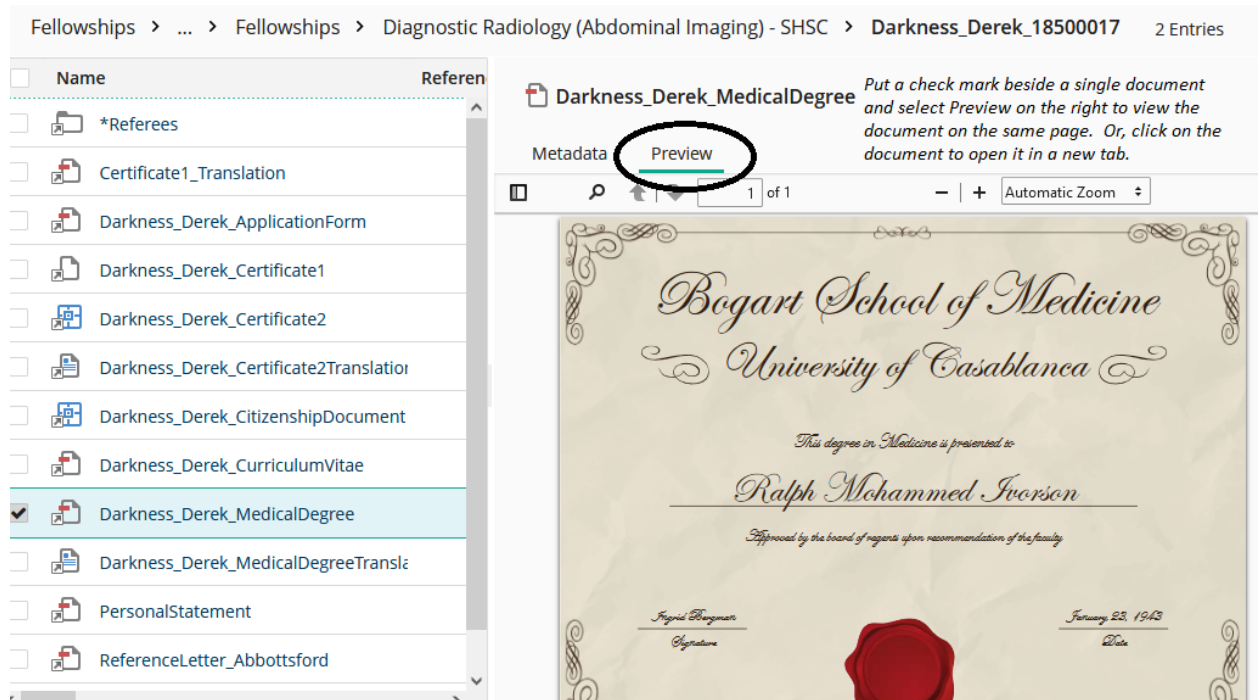 Fellowships > ... > Fellowships > Diagnostic Radiology (Abdominal Imaging) - SHSC > Darkness_Derek_18500017 2 Entries
Name Referen
*Referees
Certificate1_Translation
Darkness_Derek_ApplicationForm
Darkness_Derek_Certificate1
Darkness_Derek_Certificate2
Darkness_Derek_Certificate2Translation
Darkness_Derek_CitizenshipDocument
Darkness_Derek_CurriculumVitae
Darkness_Derek_MedicalDegree
Darkness_Derek_MedicalDegreeTransla
PersonalStatement
ReferenceLetter_Abbottsford
Darkness_Derek_MedicalDegree
Put a check mark beside a single document
and select Preview on the right to view the
document on the same page. Or, click on the
document to open it in a new tab.
Metadata Preview
1 of 1 Automatic Zoom
Bogart School of Medicine
University of Casablanca
This degree in Medicine is presented to
Ralph Mohammed Ivorson
Approved by the board of regents upon recommendation of the faculty
Ingrid Bergman
Signature
January, 23, 1943
Date